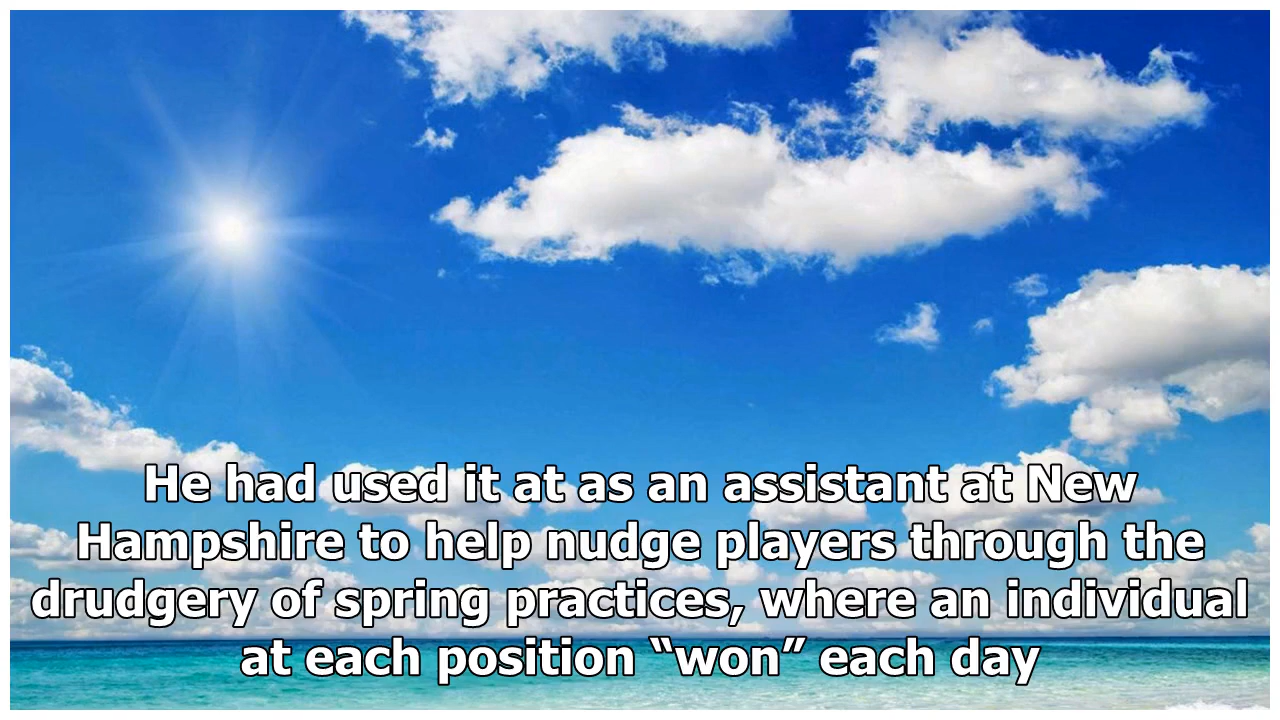 He had used it at as an assistant at New
Hampshire to help nudge players through the
drudgery of spring practices, where an individual
at each position “won” each day